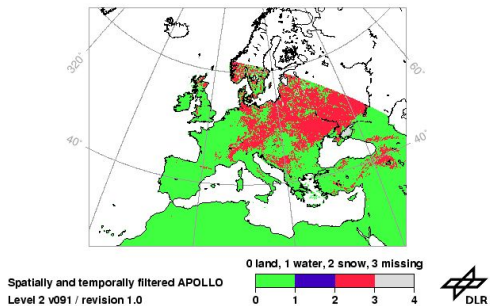 320°
60°
40°
40°
0 land, 1 water, 2 snow, 3 missing
Spatially and temporally filtered APOLLO
Level 2 v091 / revision 1.0
0 1 2 3 4
DLR